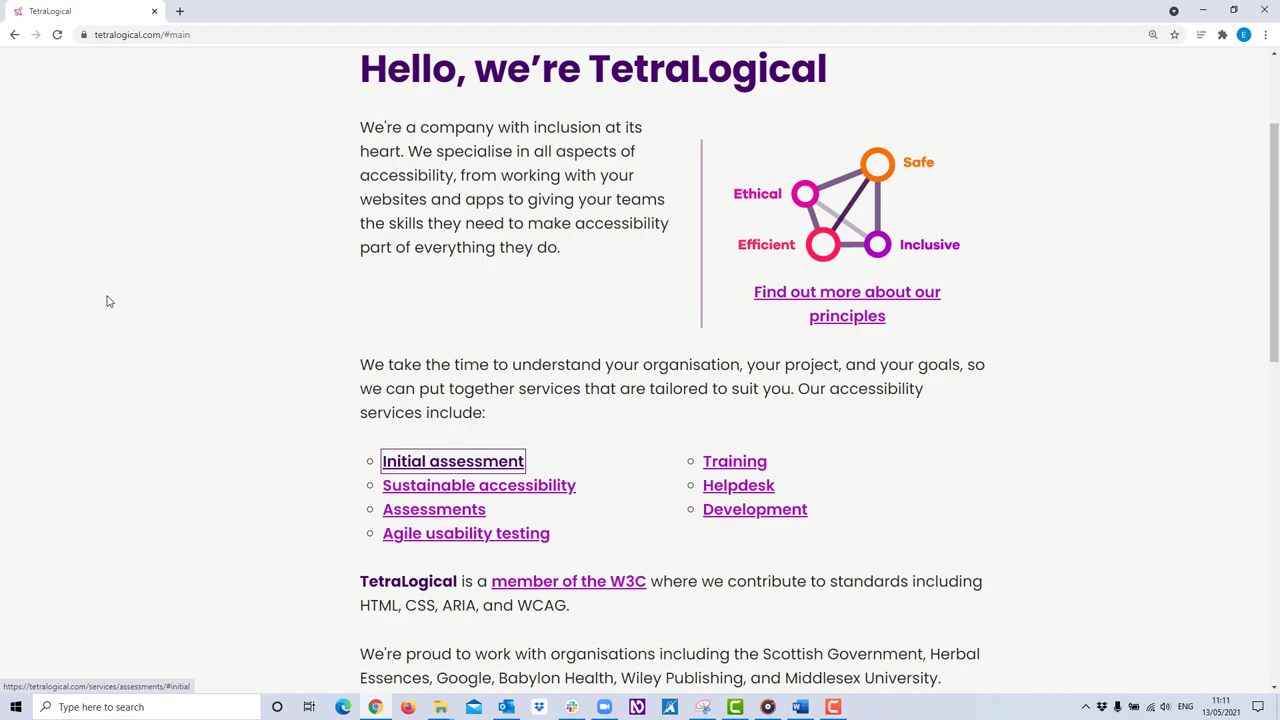 TetraLogical
tetralogical.com/#main
E
Hello, we're TetraLogical
We're a company with inclusion at its
heart. We specialise in all aspects of
accessibility, from working with your
websites and apps to giving your teams
the skills they need to make accessibility
part of everything they do.
Safe
Ethical
Efficient
Inclusive
Find out more about our
principles
We take the time to understand your organisation, your project, and your goals, so
we can put together services that are tailored to suit you. Our accessibility
services include:
Initial assessment
Sustainable accessibility
Assessments
Agile usability testing
Training
Helpdesk
Development
TetraLogical is a member of the W3C where we contribute to standards including
HTML, CSS, ARIA, and WCAG.
We're proud to work with organisations including the Scottish Government, Herbal
Essences, Google, Babylon Health, Wiley Publishing, and Middlesex University.
https://tetralogical.com/services/assessments/#initial
Type here to search
ENG
11:11
13/05/2021